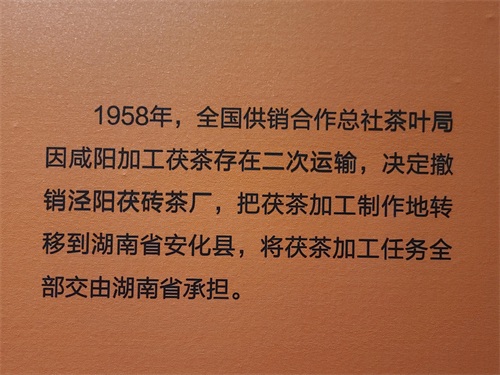 1958年，全国供销合作总社茶叶局
因咸阳加工茯茶存在二次运输，决定撤
销泾阳茯砖茶厂，把茯茶加工制作地转
移到湖南省安化县，将茯茶加工任务全
部交由湖南省承担。